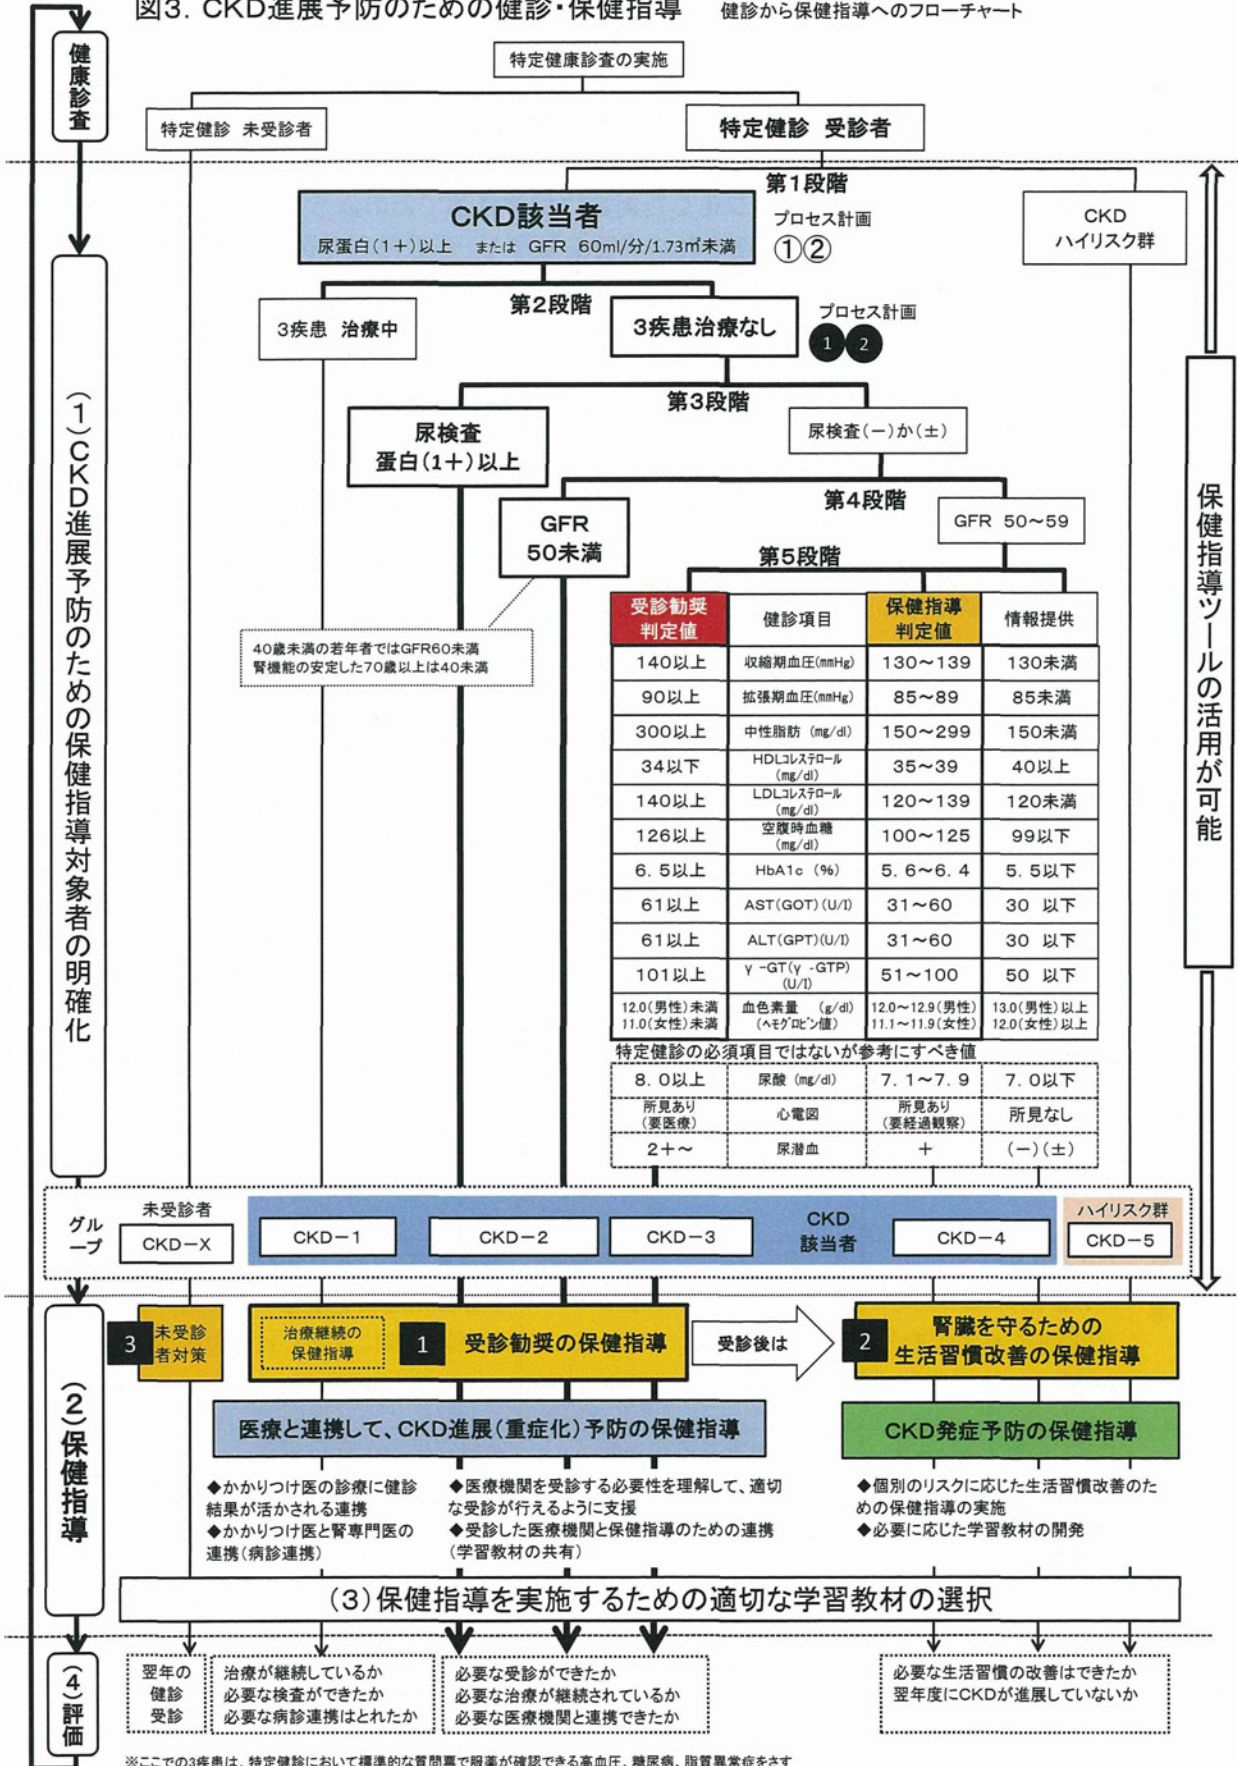 図3. CKD進展予防のための健診・保健指導 健診から保健指導へのフローチャート
健康診査
特定健康診査の実施
特定健診 未受診者
特定健診 受診者
第1段階
CKD該当者
尿蛋白(1+)以上 または GFR 60ml/分/1.73㎡未満
プロセス計画
①②
CKD
ハイリスク群
第2段階
3疾患 治療中
3疾患治療なし
プロセス計画
1 2
第3段階
尿検査
蛋白(1+)以上
尿検査(-)か(±)
第4段階
GFR
50未満
GFR 50~59
40歳未満の若年者ではGFR60未満
腎機能の安定した70歳以上は40未満
第5段階
受診勧奨
判定値
健診項目
保健指導
判定値
情報提供
140以上 収縮期血圧(mmHg) 130~139 130未満
90以上 拡張期血圧(mmHg) 85~89 85未満
300以上 中性脂肪 (mg/dl) 150~299 150未満
34以下 HDLコレステロール (mg/dl) 35~39 40以上
140以上 LDLコレステロール (mg/dl) 120~139 120未満
126以上 空腹時血糖 (mg/dl) 100~125 99以下
6.5以上 HbA1c (%) 5.6~6.4 5.5以下
61以上 AST(GOT)(U/l) 31~60 30 以下
61以上 ALT(GPT)(U/l) 31~60 30 以下
101以上 γ-GT(γ-GTP) (U/l) 51~100 50 以下
12.0(男性)未満 血色素量 (g/dl) 12.0~12.9(男性) 13.0(男性)以上
11.0(女性)未満 (ヘモグロビン値) 11.1~11.9(女性) 12.0(女性)以上
特定健診の必須項目ではないが参考にすべき値
8.0以上 尿酸 (mg/dl) 7.1~7.9 7.0以下
所見あり (要医療) 心電図 所見あり (要経過観察) 所見なし
2+~ 尿潜血 + (-)(±)
(1)CKD進展予防のための保健指導対象者の明確化
保健指導ツールの活用が可能
グループ
未受診者
CKD-X
CKD-1
CKD-2
CKD-3
CKD
該当者
CKD-4
ハイリスク群
CKD-5
(2)保健指導
3 未受診
者対策
治療継続の
保健指導
1 受診勧奨の保健指導
受診後は
2 腎臓を守るための
生活習慣改善の保健指導
医療と連携して、CKD進展(重症化)予防の保健指導
CKD発症予防の保健指導
◆かかりつけ医の診療に健診
結果が活かされる連携
◆かかりつけ医と腎専門医の
連携(病診連携)
◆医療機関を受診する必要性を理解して、適切
な受診が行えるように支援
◆受診した医療機関と保健指導のための連携
(学習教材の共有)
◆個別のリスクに応じた生活習慣改善のた
めの保健指導の実施
◆必要に応じた学習教材の開発
(3)保健指導を実施するための適切な学習教材の選択
(4)評価
翌年の
健診
受診
治療が継続しているか
必要な検査ができたか
必要な病診連携はとれたか
必要な受診ができたか
必要な治療が継続されているか
必要な医療機関と連携できたか
必要な生活習慣の改善はできたか
翌年度にCKDが進展していないか
※ここでの3疾患は、特定健診において標準的な質問票で服薬が確認できる高血圧、糖尿病、脂質異常症をさす